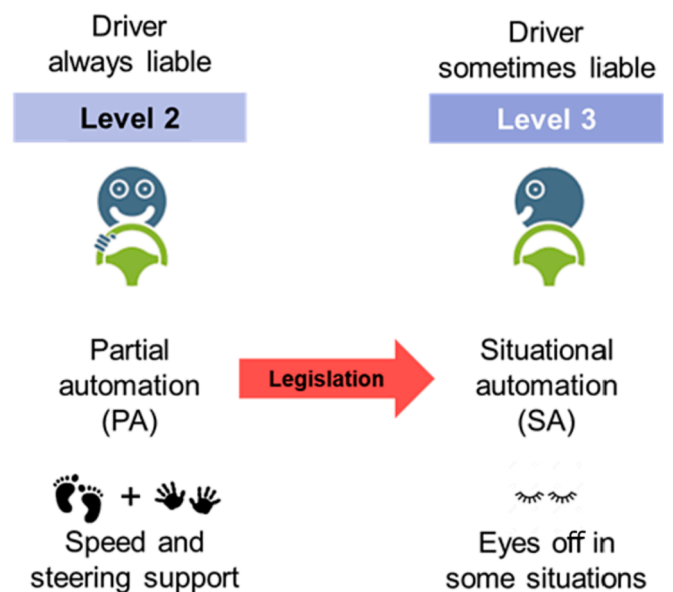 Driver
always liable
Level 2
Partial
automation
(PA)
+
Speed and
steering support
Legislation
Driver
sometimes liable
Level 3
Situational
automation
(SA)
Eyes off in
some situations